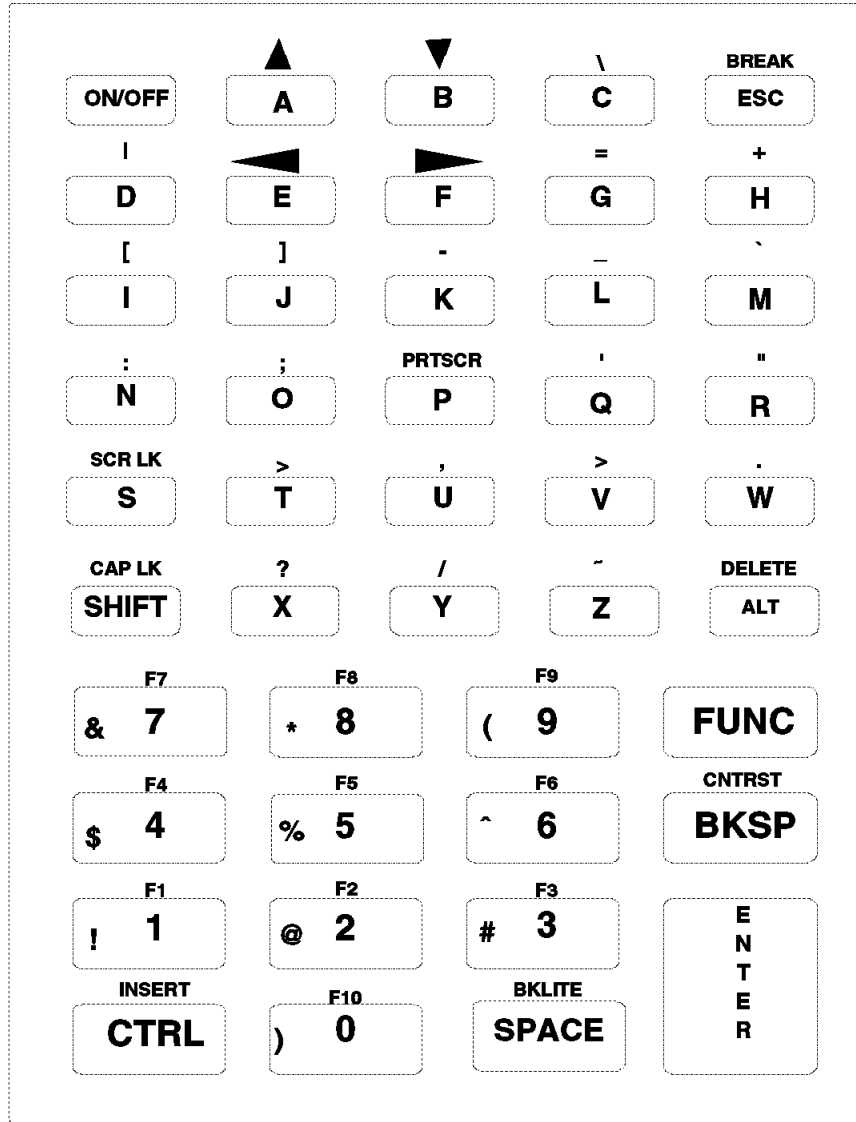 \ BREAK
ON/OFF A B C ESC
| = +
D E F G H
[ ] - _ `
I J K L M
: ; PRTSCR ' "
N O P Q R
SCR LK > , > .
S T U V W
CAP LK ? / ~ DELETE
SHIFT X Y Z ALT
F7 F8 F9
& 7 * 8 ( 9 FUNC
F4 F5 F6 CNTRST
$ 4 % 5 ^ 6 BKSP
F1 F2 F3
! 1 @ 2 # 3 ENTER
INSERT F10 BKLITE
CTRL ) 0 SPACE